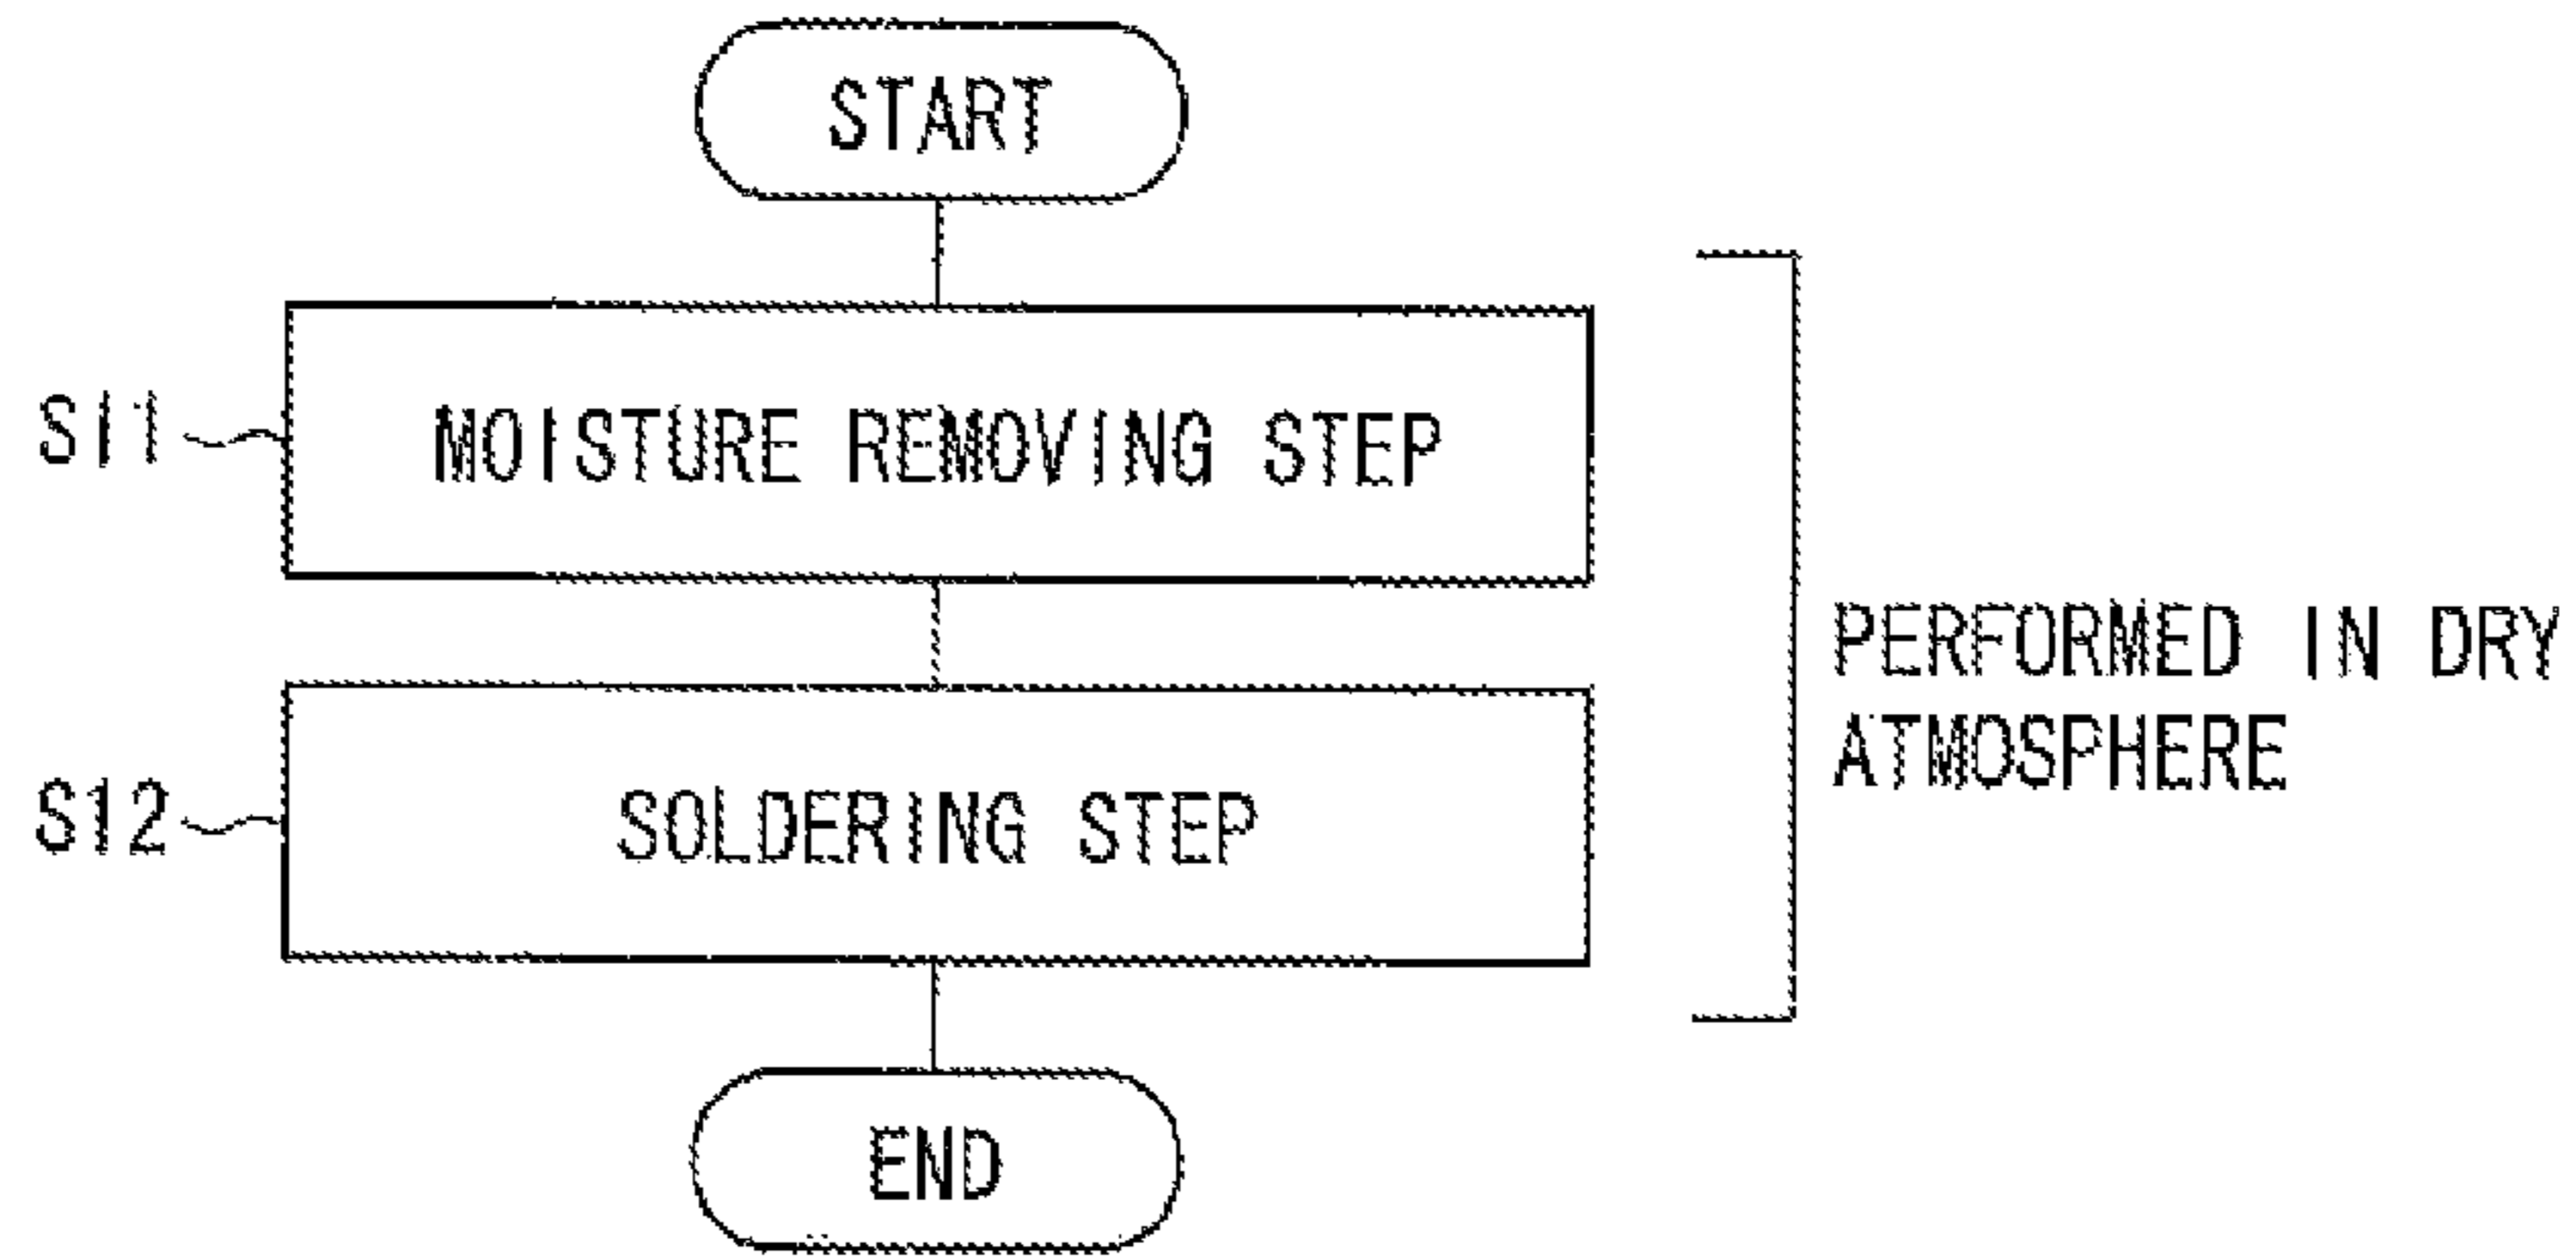 START
S11
MOISTURE REMOVING STEP
PERFORMED IN DRY
ATMOSPHERE
S12
SOLDERING STEP
END